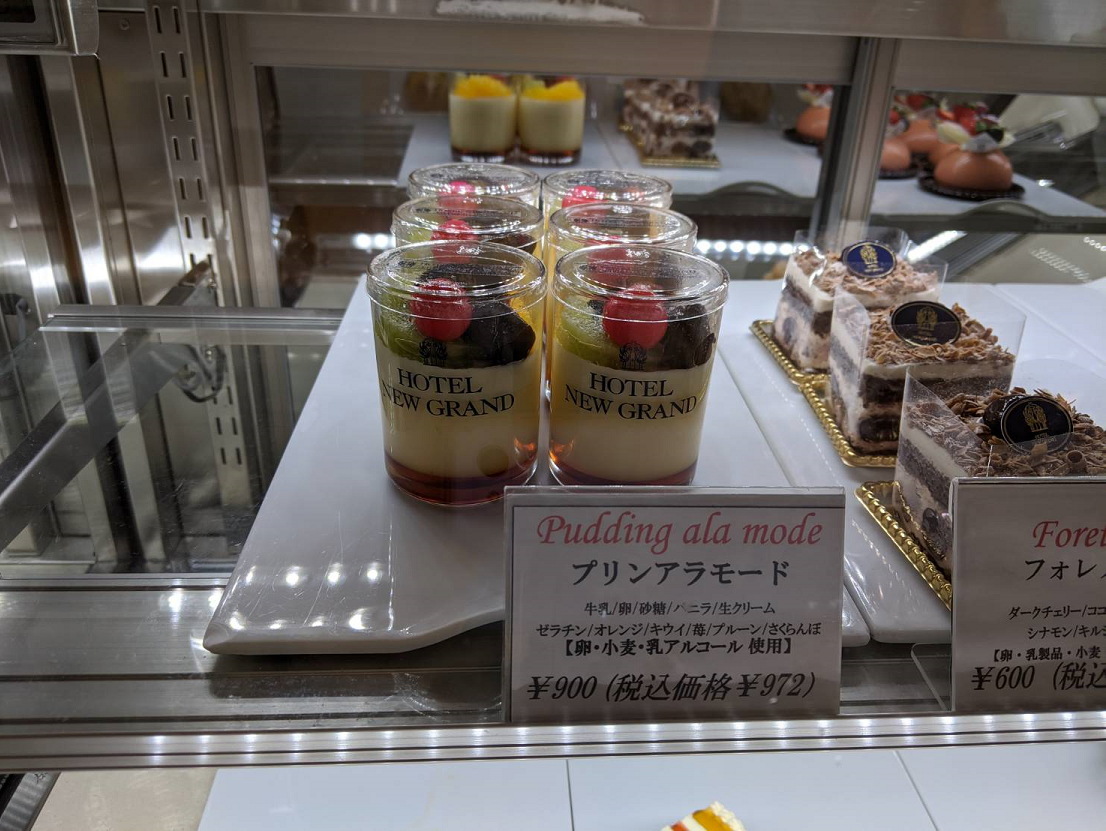 HOTEL
NEW GRAND
HOTEL
NEW GRAND
Pudding ala mode
プリンアラモード
牛乳/卵/砂糖/バニラ/生クリーム
ゼラチン/オレンジ/キウイ/苺/プルーン/さくらんぼ
【卵・小麦・乳アルコール 使用】
¥900 (税込価格 ¥972)
Foret
フォレ
ダークチェリー/ココ
シナモン/キルシ
【卵・乳製品・小麦
¥600 (税込